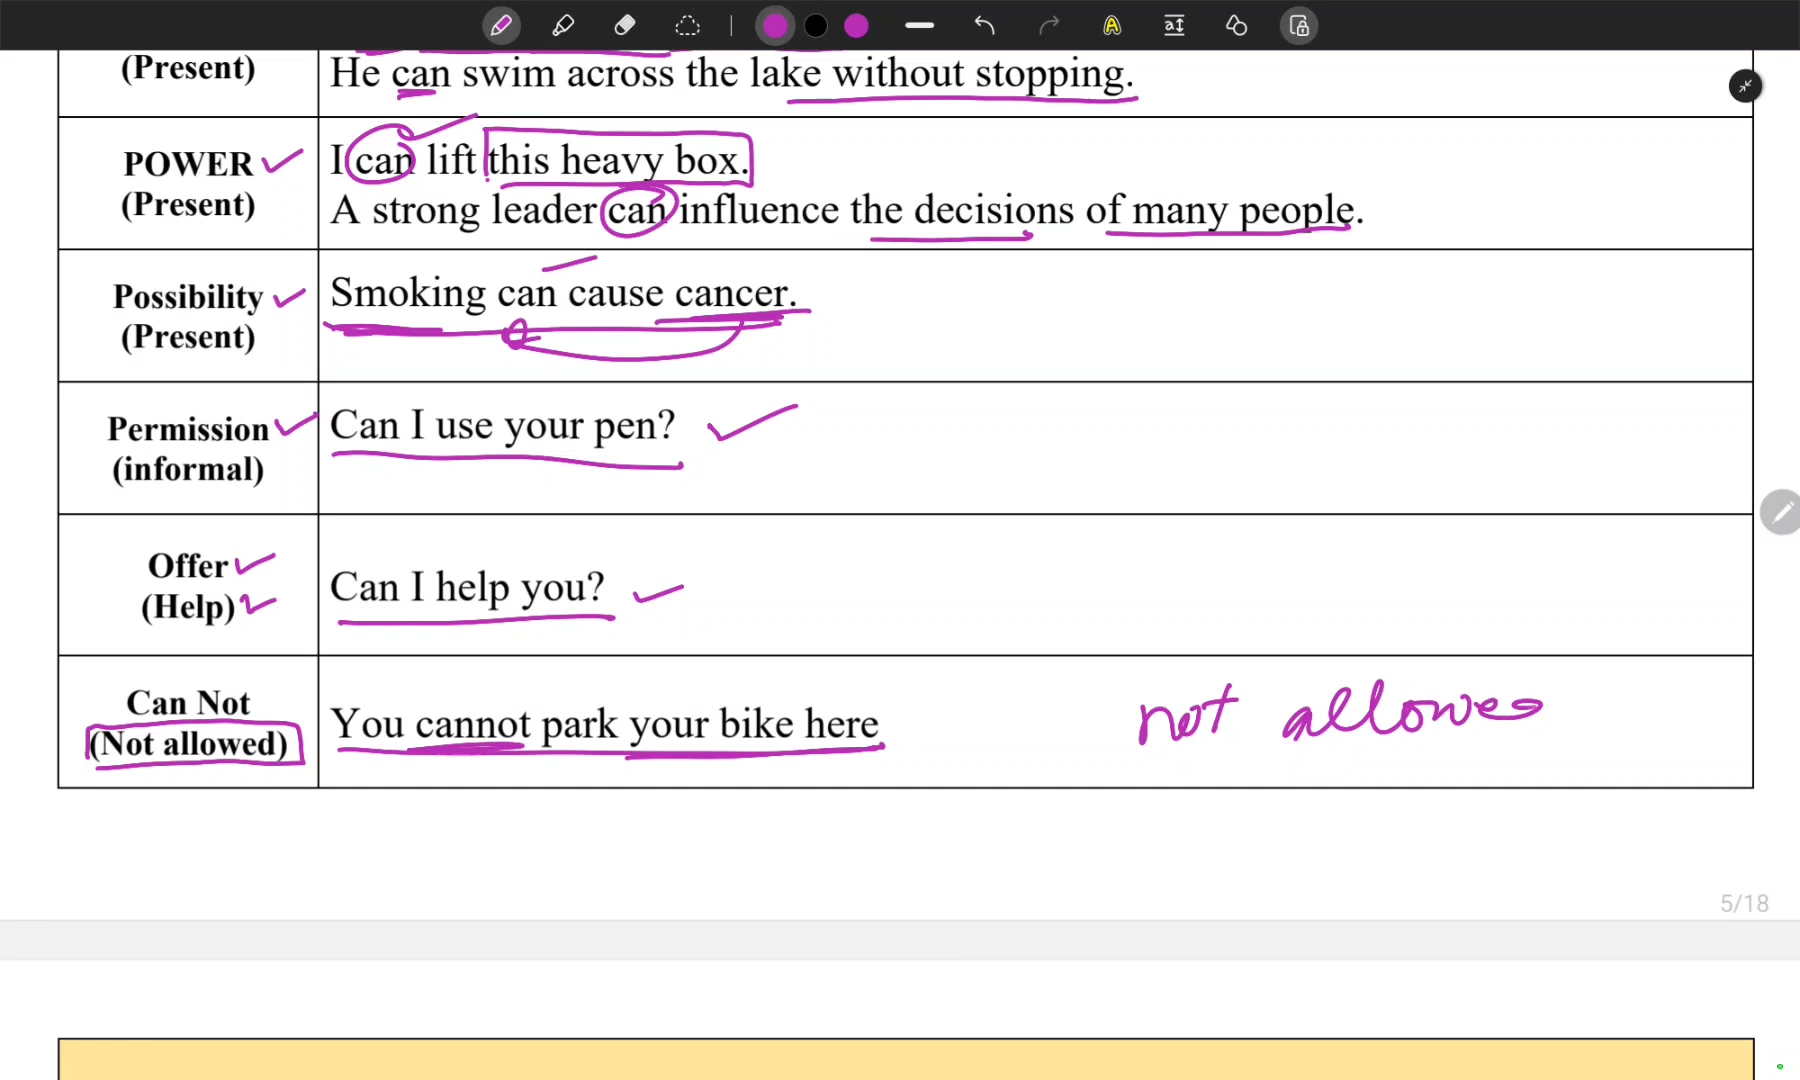 (Present)
He can swim across the lake without stopping.
POWER
(Present)
I can lift this heavy box.
A strong leader can influence the decisions of many people.
Possibility
(Present)
Smoking can cause cancer.
Permission
(informal)
Can I use your pen?
Offer
(Help)
Can I help you?
Can Not
(Not allowed)
You cannot park your bike here
not allowed
5/18